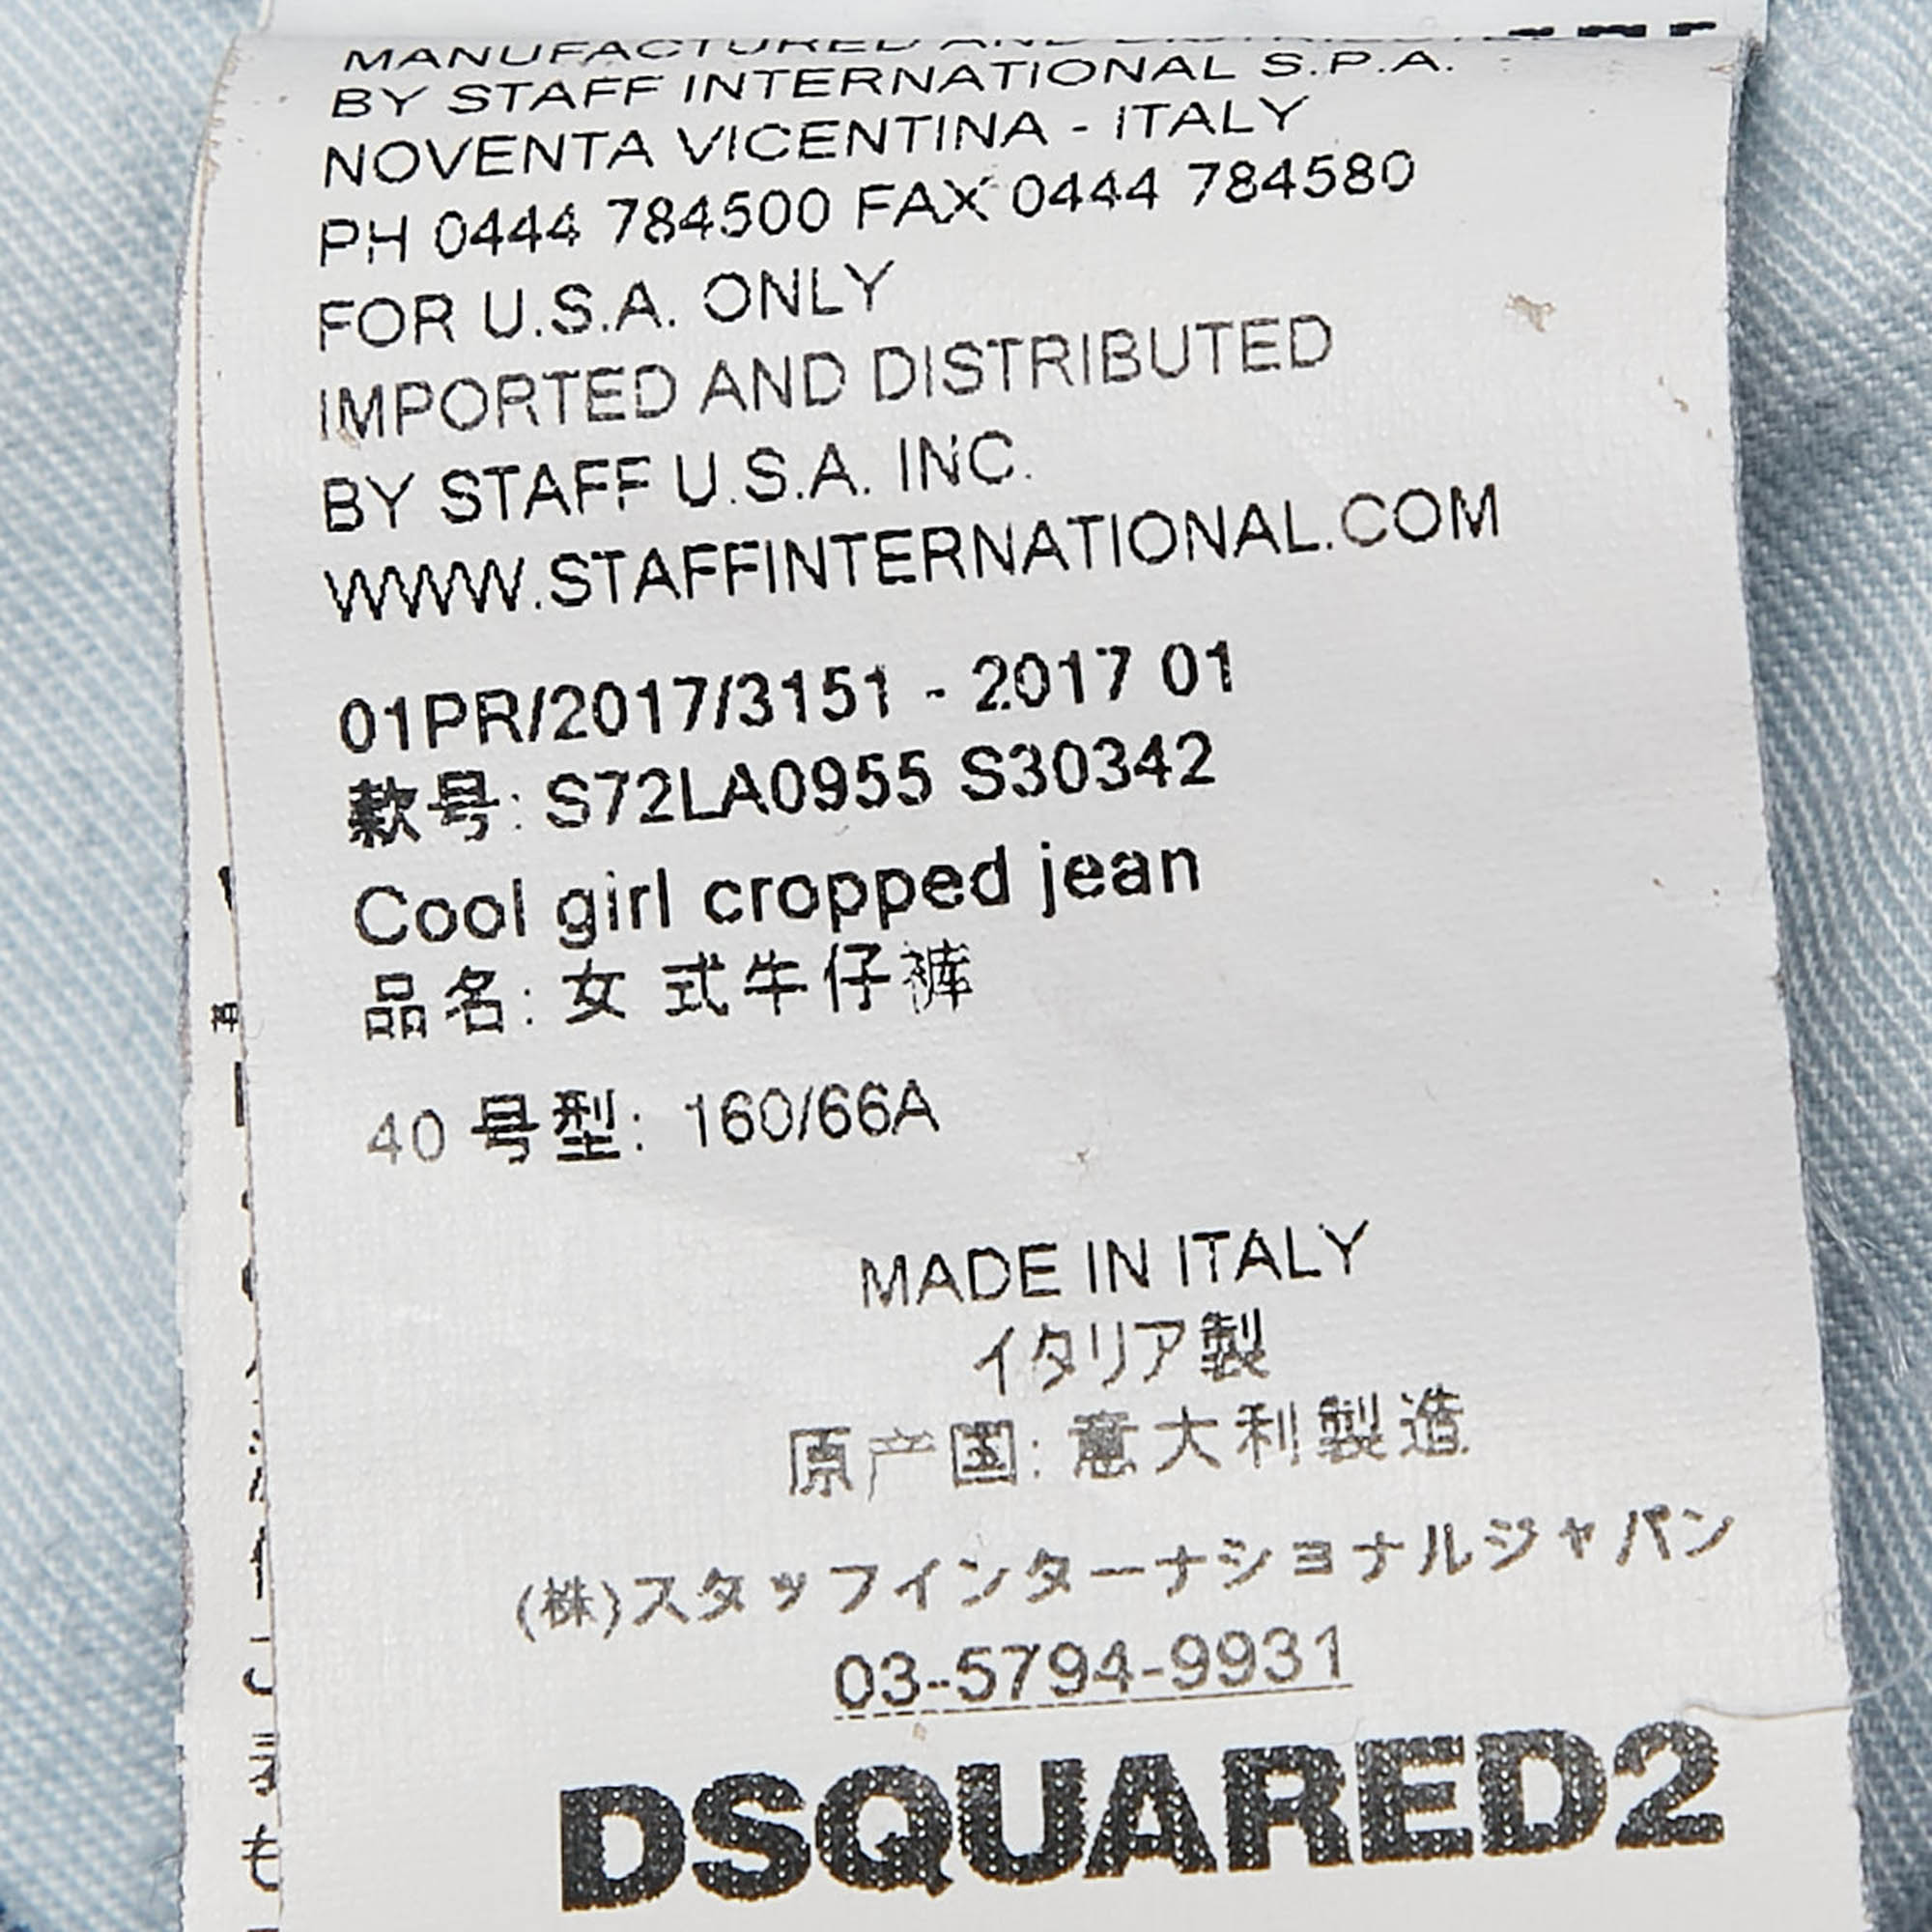 MANUFACTURED AND DISTRIBUTED
BY STAFF INTERNATIONAL S.P.A.
NOVENTA VICENTINA - ITALY
PH 0444 784500 FAX 0444 784580
FOR U.S.A. ONLY
IMPORTED AND DISTRIBUTED
BY STAFF U.S.A. INC.
WWW.STAFFINTERNATIONAL.COM
01PR/2017/3151 - 2017 01
款号: S72LA0955 S30342
Cool girl cropped jean
品名: 女 式牛仔裤
40 号型: 160/66A
MADE IN ITALY
イタリア製
原产国: 意大利製造
(株)スタッフインターナショナルジャパン
03-5794-9931
DSQUARED2